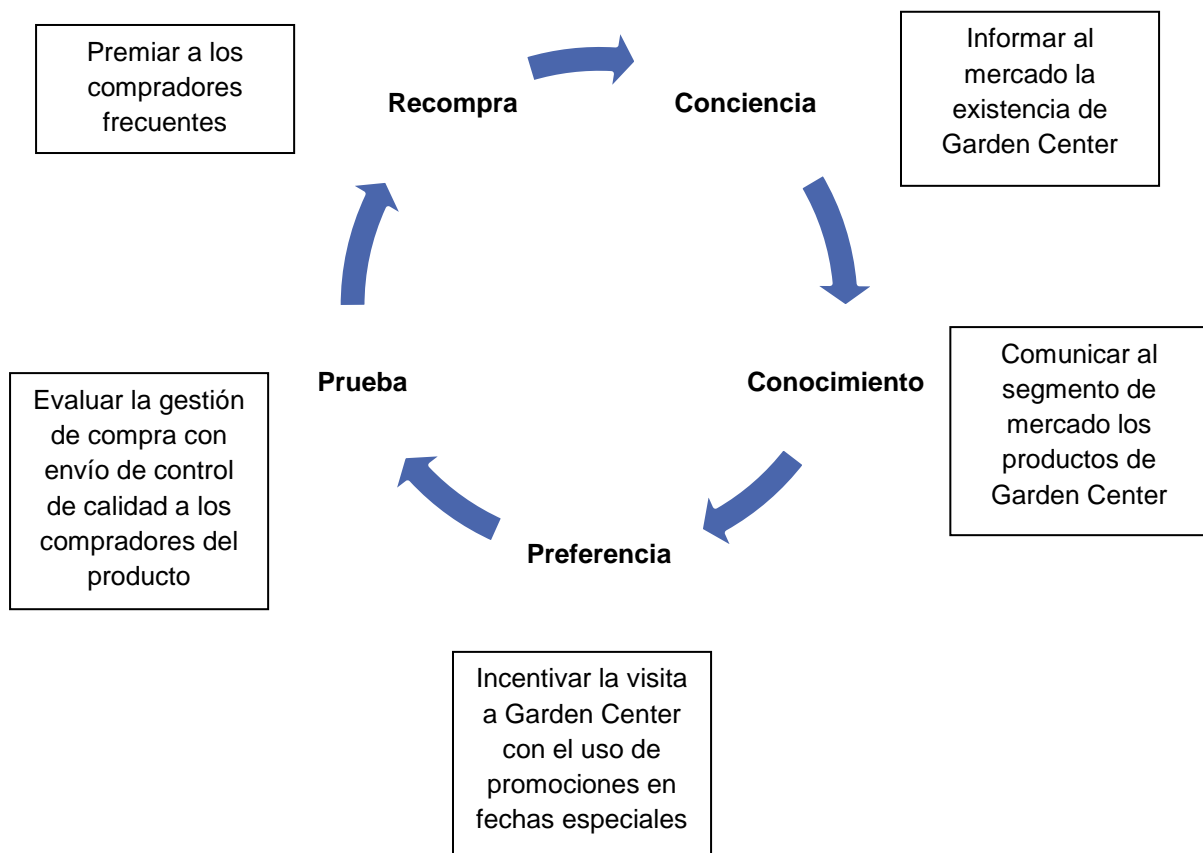 Premiar a los
compradores
frecuentes
Recompra
Conciencia
Informar al
mercado la
existencia de
Garden Center
Prueba
Conocimiento
Evaluar la gestión
de compra con
envío de control
de calidad a los
compradores del
producto
Comunicar al
segmento de
mercado los
productos de
Garden Center
Preferencia
Incentivar la visita
a Garden Center
con el uso de
promociones en
fechas especiales